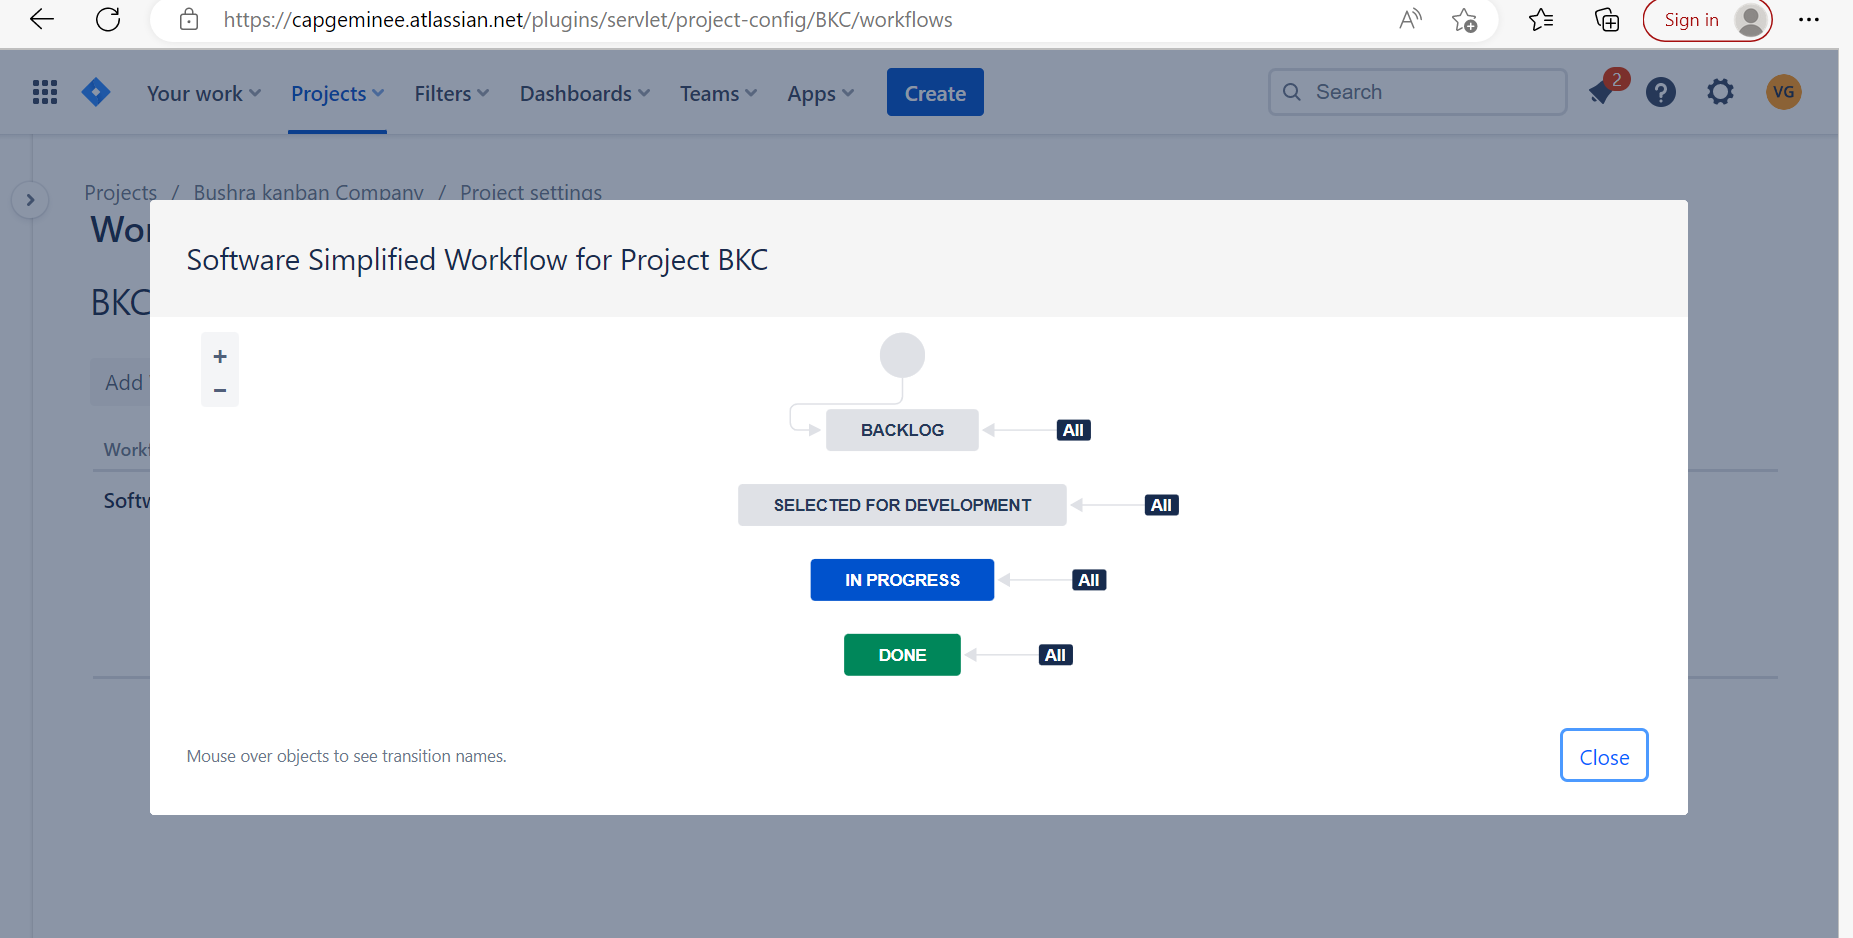 https://capgeminee.atlassian.net/plugins/servlet/project-config/BKC/workflows
A
Sign in
Your work
Projects
Filters
Dashboards
Teams
Apps
Create
Search
2
VG
Projects / Bushra kanban Company / Project settings
Wor
Software Simplified Workflow for Project BKC
BKC
Add
BACKLOG
All
Workf
Softw
SELECTED FOR DEVELOPMENT
All
IN PROGRESS
All
DONE
All
Mouse over objects to see transition names.
Close